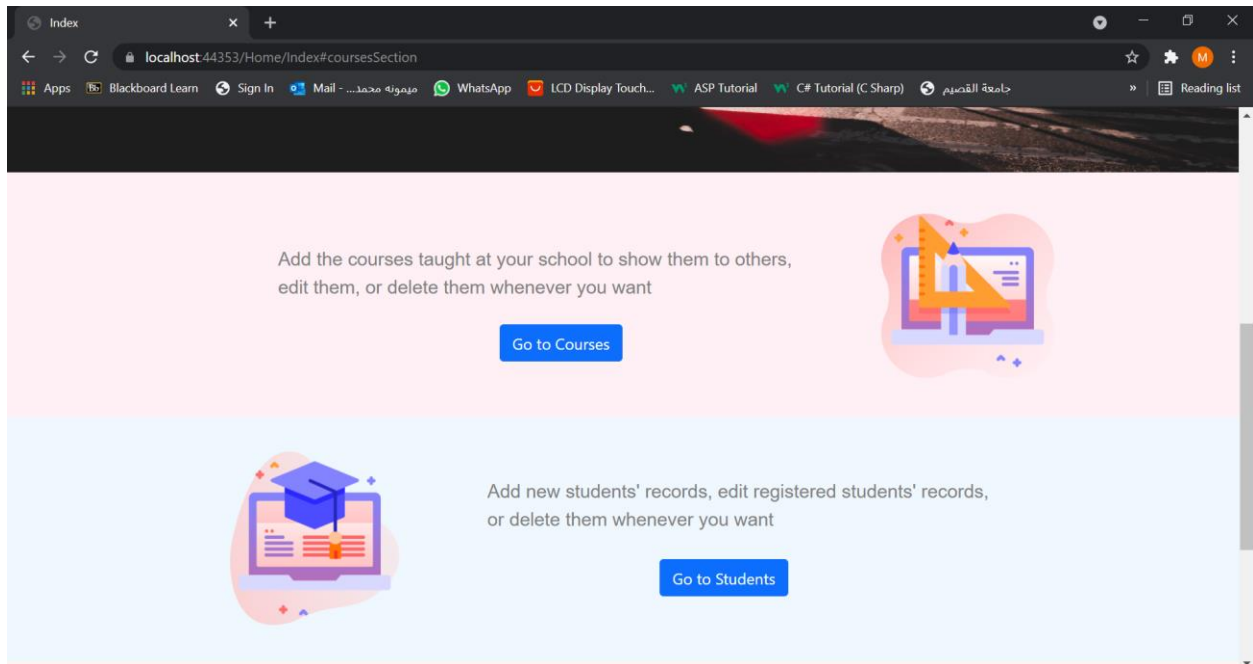 Index
localhost:44353/Home/Index#coursesSection
M
Apps Bb Blackboard Learn Sign In Mail - ميمونه محمد... WhatsApp LCD Display Touch... ASP Tutorial C# Tutorial (C Sharp) جامعة القصيم » Reading list
Add the courses taught at your school to show them to others,
edit them, or delete them whenever you want
Go to Courses
Add new students' records, edit registered students' records,
or delete them whenever you want
Go to Students